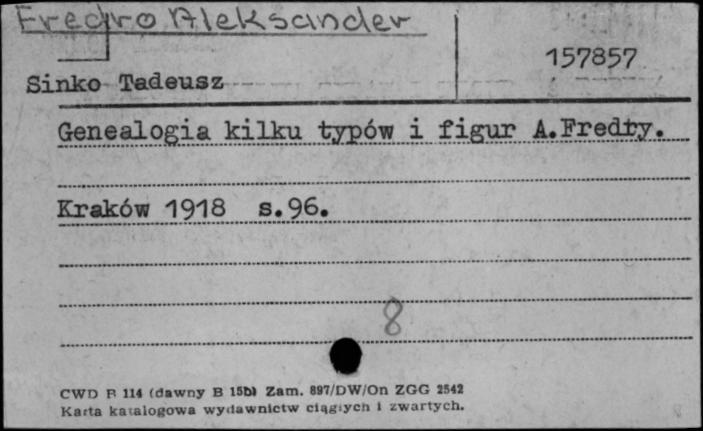 Fredro Aleksander
157857
Sinko Tadeusz
Genealogia kilku typów i figur A.Fredry.
Kraków 1918 s.96.
8
CWD B 114 (dawny B 15b) Zam. 897/DW/On ZGG 2542
Karta katalogowa wydawnictw ciągłych i zwartych.